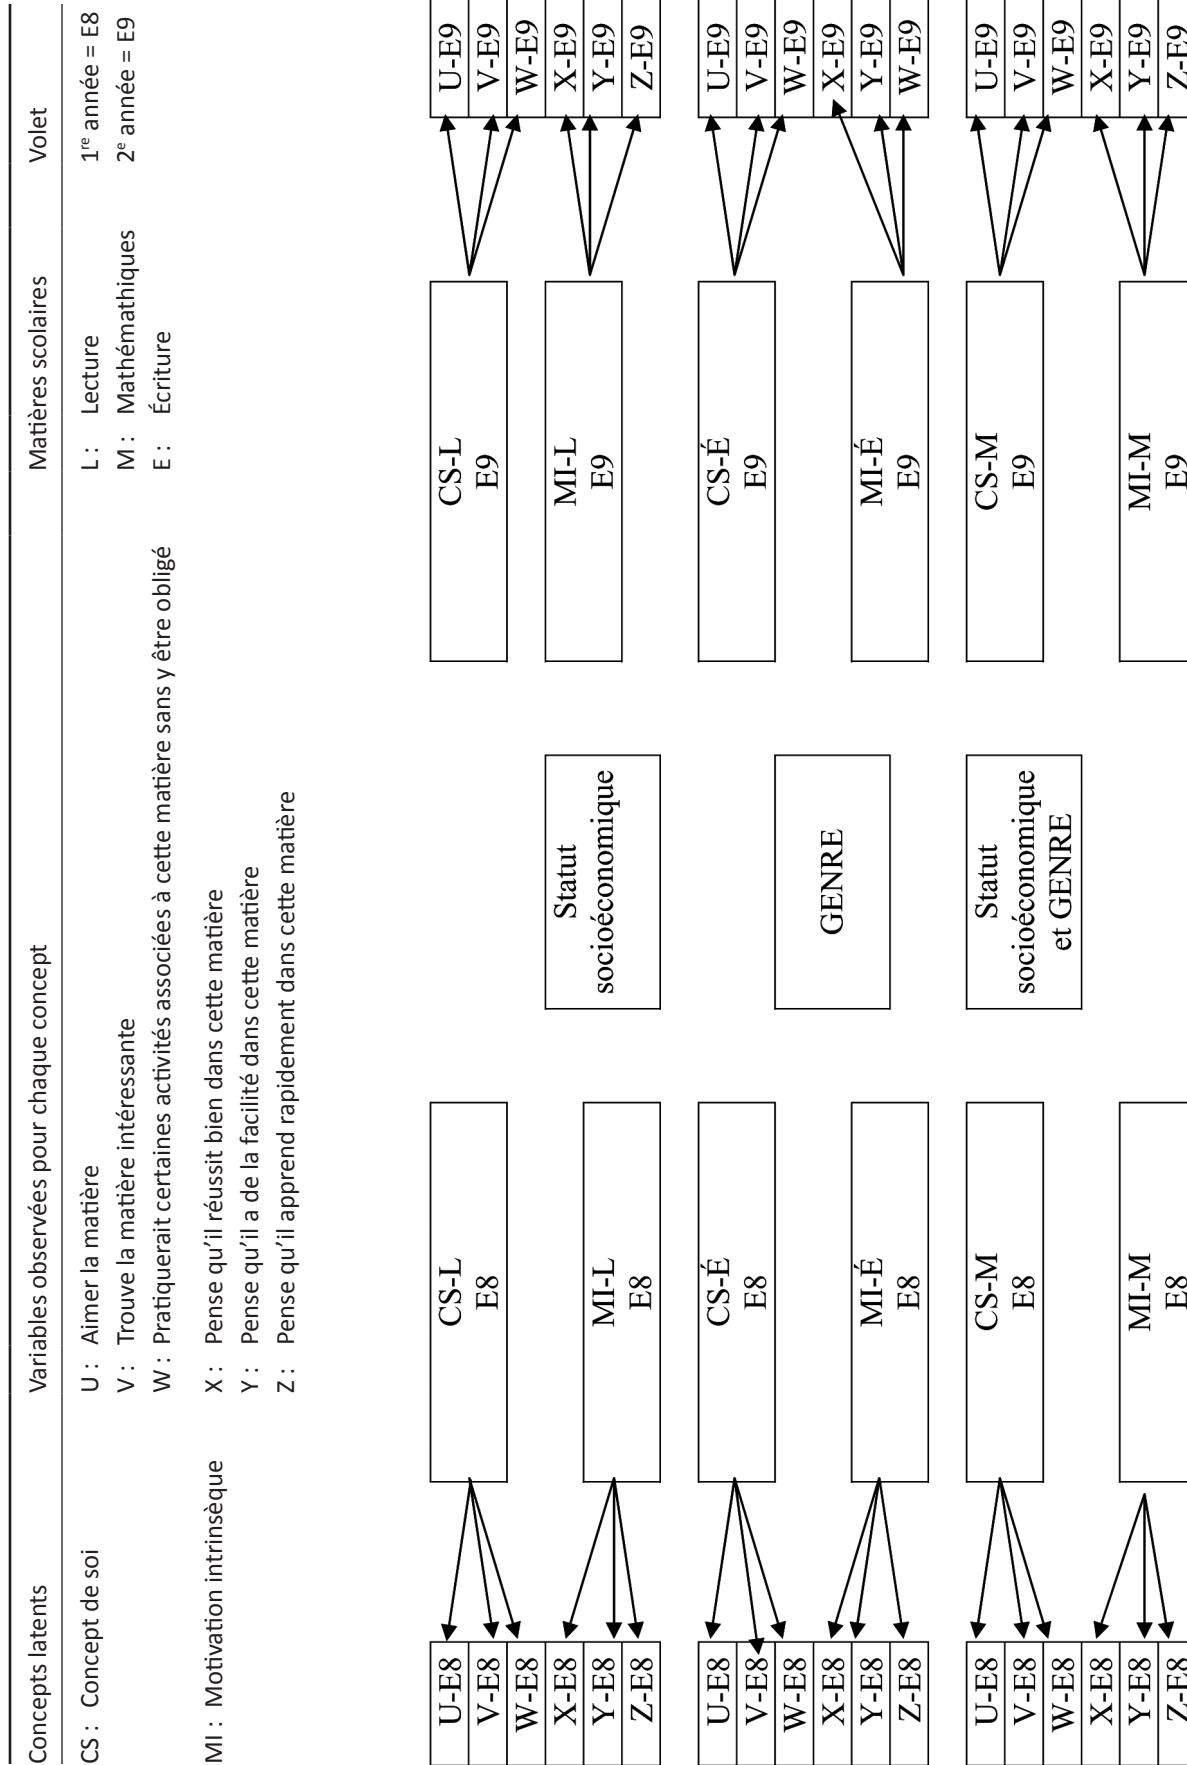 Concepts latents Variables observées pour chaque concept Matières scolaires Volet
CS : Concept de soi U : Aimer la matière L : Lecture 1re année = E8
V : Trouve la matière intéressante M : Mathémathiques 2e année = E9
W : Pratiquerait certaines activités associées à cette matière sans y être obligé E : Écriture
MI : Motivation intrinsèque X : Pense qu’il réussit bien dans cette matière
Y : Pense qu’il a de la facilité dans cette matière
Z : Pense qu’il apprend rapidement dans cette matière
U-E8
V-E8
W-E8
X-E8
Y-E8
Z-E8
CS-L
E8
MI-L
E8
Statut
socioéconomique
CS-L
E9
MI-L
E9
U-E9
V-E9
W-E9
X-E9
Y-E9
Z-E9
U-E8
V-E8
W-E8
X-E8
Y-E8
Z-E8
CS-É
E8
MI-É
E8
GENRE
CS-É
E9
MI-É
E9
U-E9
V-E9
W-E9
X-E9
Y-E9
W-E9
U-E8
V-E8
W-E8
X-E8
Y-E8
Z-E8
CS-M
E8
MI-M
E8
Statut
socioéconomique
et GENRE
CS-M
E9
MI-M
E9
U-E9
V-E9
W-E9
X-E9
Y-E9
Z-E9